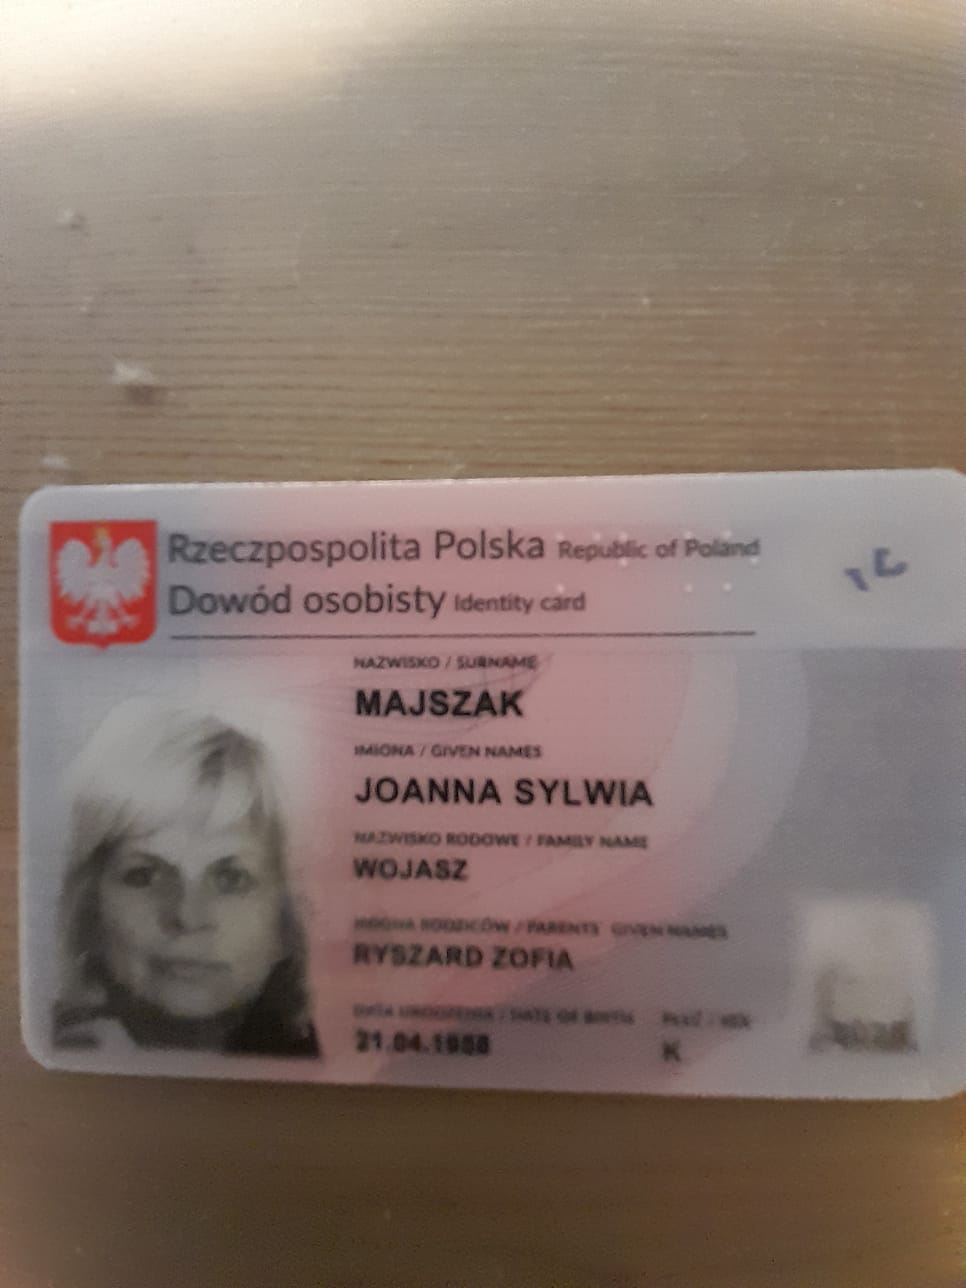 Rzeczpospolita Polska Republic of Poland
Dowód osobisty Identity card
NAZWISKO / SURNAME
MAJSZAK
IMIONA / GIVEN NAMES
JOANNA SYLWIA
NAZWISKO RODOWE / FAMILY NAME
WOJASZ
IMIONA RODZICÓW / PARENTS GIVEN NAMES
RYSZARD ZOFIA
DATA URODZENIA / DATE OF BIRTH PŁEĆ / SEX
21.04. K